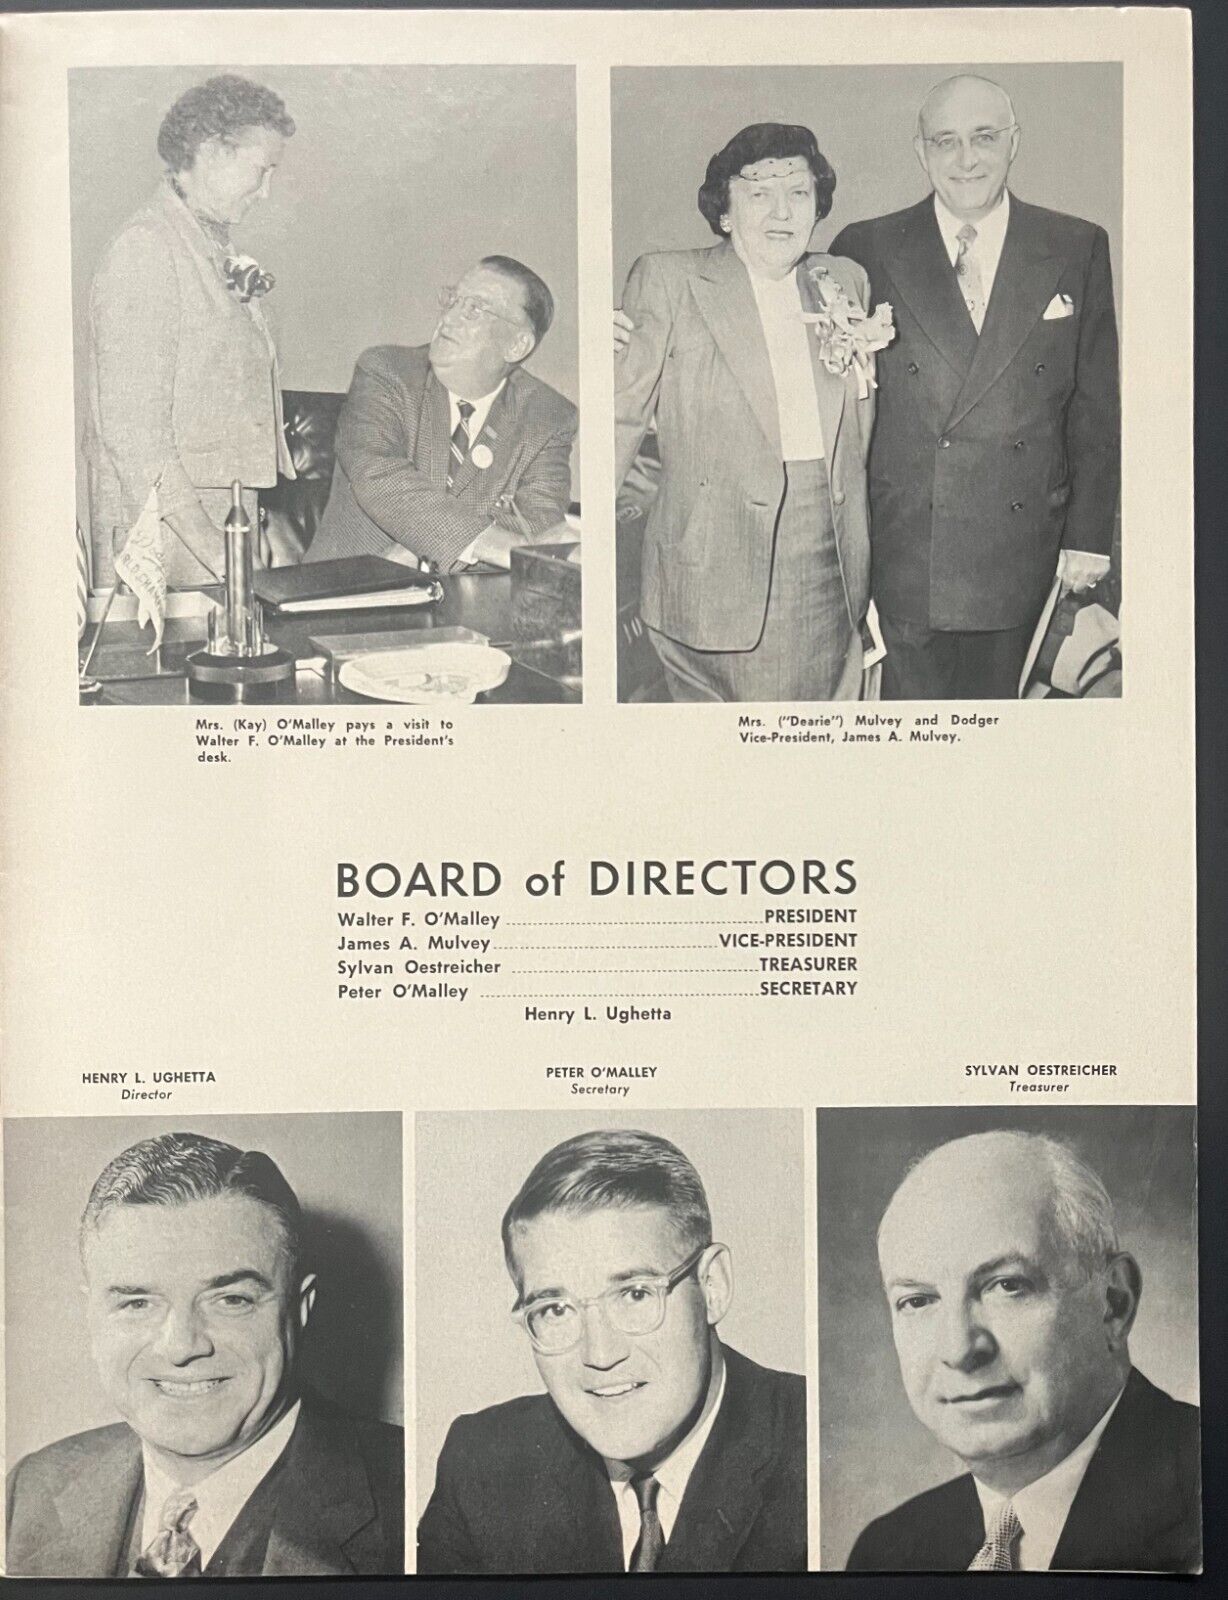 Mrs. (Kay) O'Malley pays a visit to
Walter F. O'Malley at the President's
desk.
Mrs. ("Dearie") Mulvey and Dodger
Vice-President, James A. Mulvey.
BOARD of DIRECTORS
Walter F. O'Malley PRESIDENT
James A. Mulvey VICE-PRESIDENT
Sylvan Oestreicher TREASURER
Peter O'Malley SECRETARY
Henry L. Ughetta
HENRY L. UGHETTA
Director
PETER O'MALLEY
Secretary
SYLVAN OESTREICHER
Treasurer